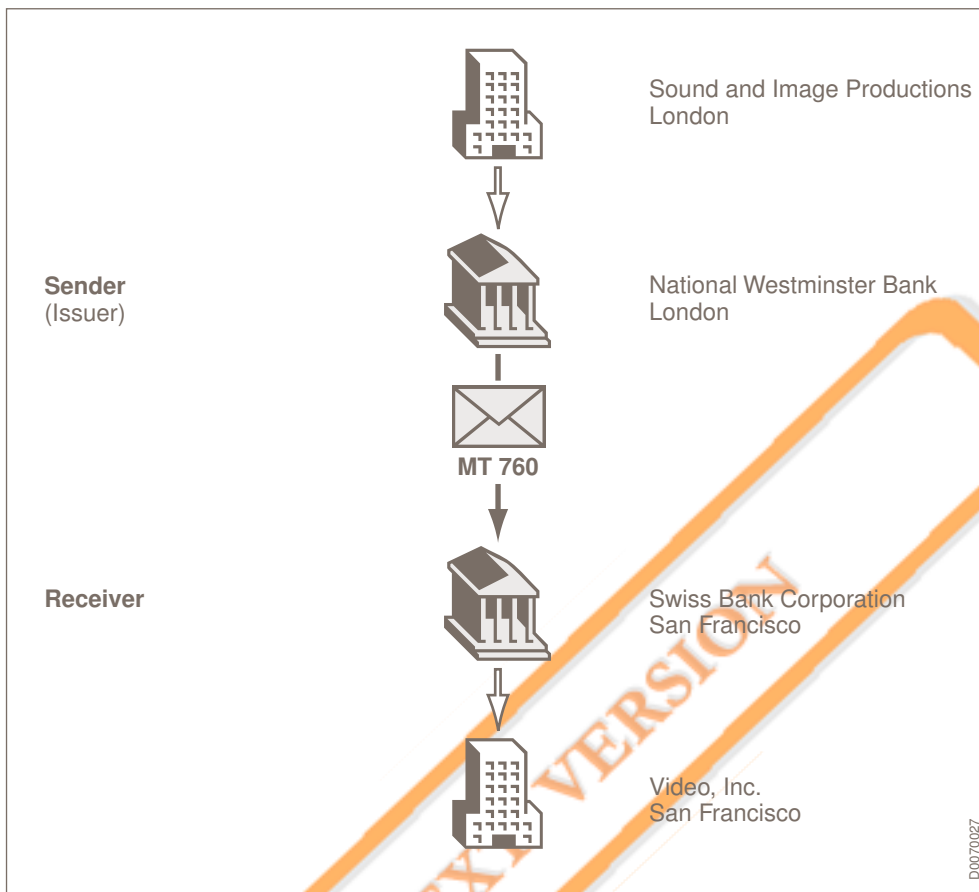 Sound and Image Productions
London
Sender
(Issuer)
National Westminster Bank
London
MT 760
Receiver
Swiss Bank Corporation
San Francisco
Video, Inc.
San Francisco
D0070027
VERSION